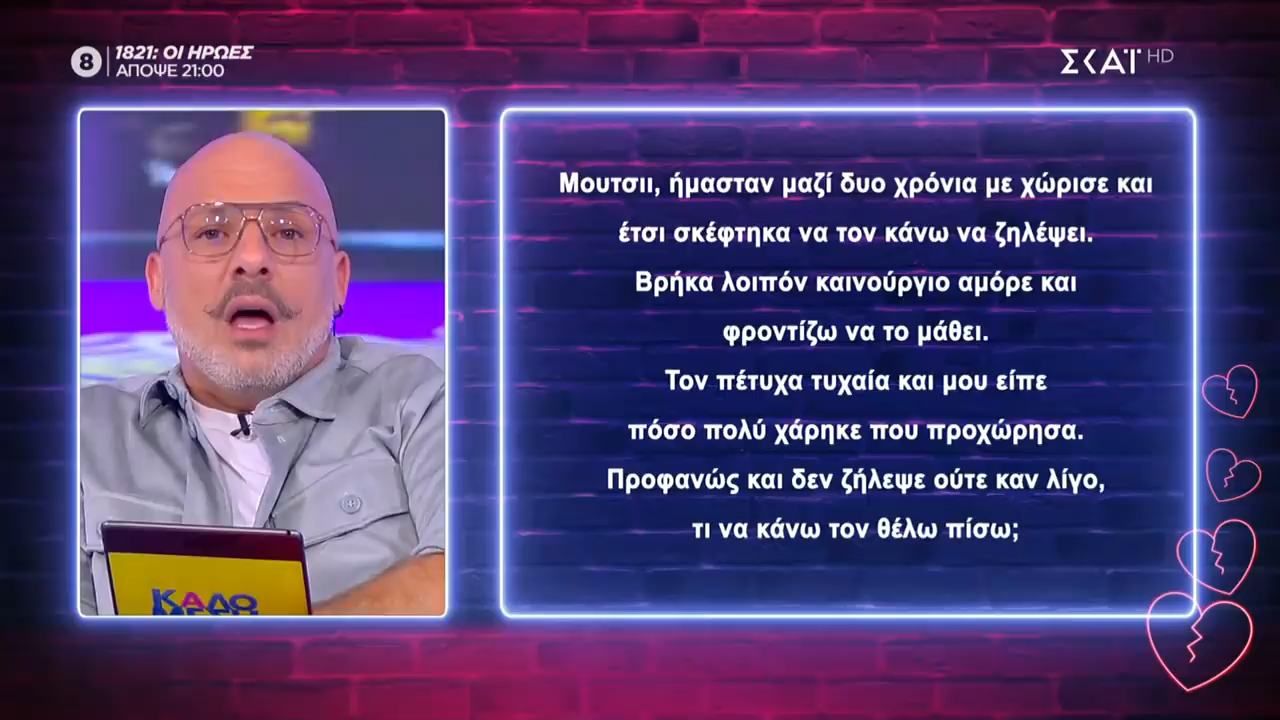 8
1821: ΟΙ ΗΡΩΕΣ
ΑΠΟΨΕ 21:00
ΣΚΑΪ HD
Μουτσιι, ήμασταν μαζί δυο χρόνια με χώρισε και
έτσι σκέφτηκα να τον κάνω να ζηλέψει.
Βρήκα λοιπόν καινούργιο αμόρε και
φροντίζω να το μάθει.
Τον πέτυχα τυχαία και μου είπε
πόσο πολύ χάρηκε που προχώρησα.
Προφανώς και δεν ζήλεψε ούτε καν λίγο,
τι να κάνω τον θέλω πίσω;
ΚΑΛΟ